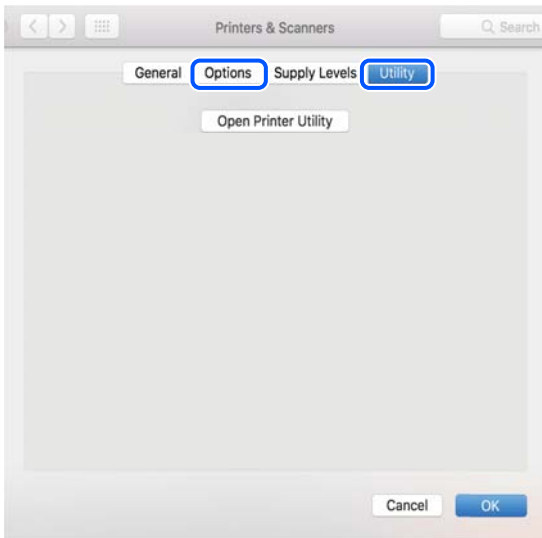 Printers & Scanners Search
General Options Supply Levels Utility
Open Printer Utility
Cancel OK